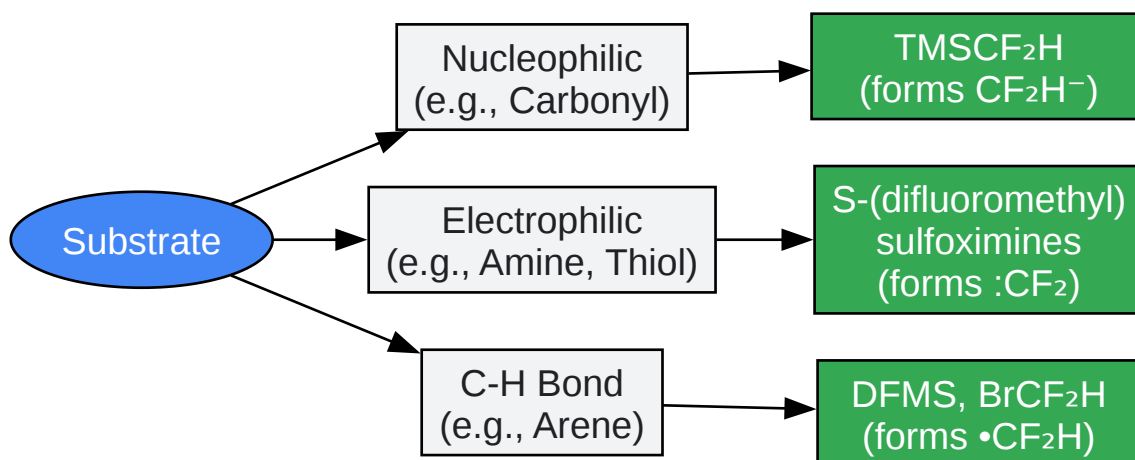 Nucleophilic
(e.g., Carbonyl)
TMSCF₂H
(forms CF₂H⁻)
Substrate
Electrophilic
(e.g., Amine, Thiol)
S-(difluoromethyl)
sulfoximines
(forms :CF₂)
C-H Bond
(e.g., Arene)
DFMS, BrCF₂H
(forms •CF₂H)